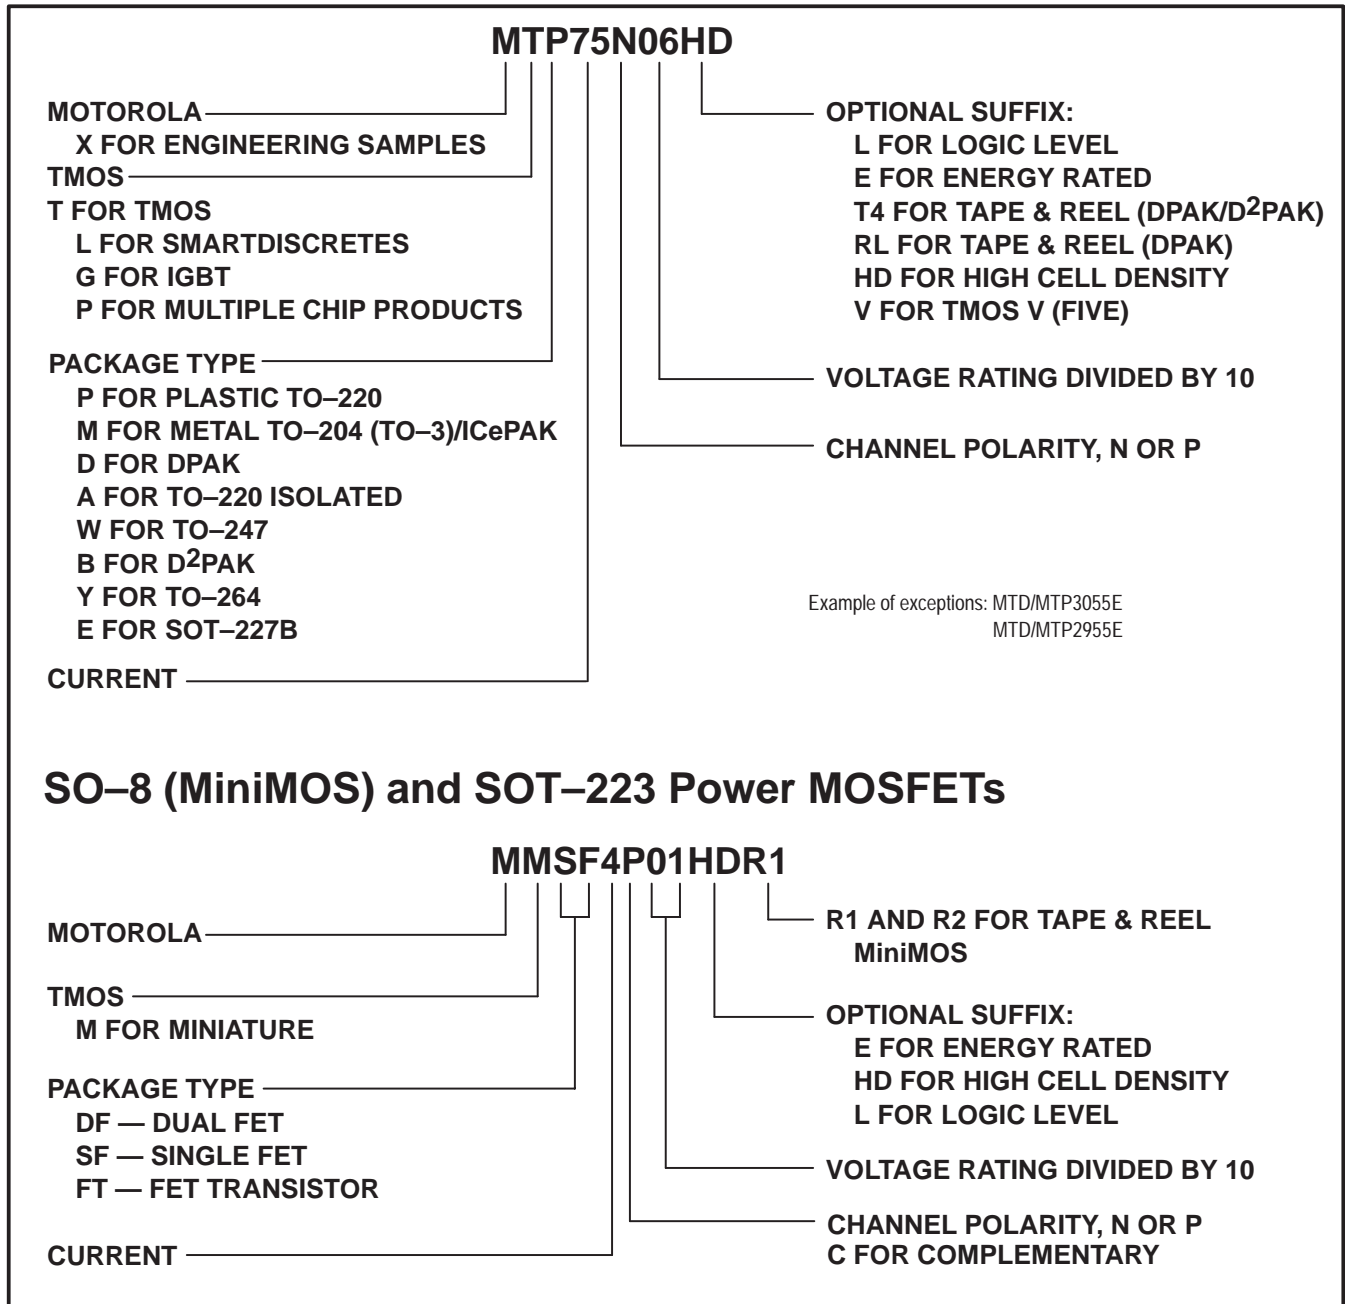 MTP75N06HD
MOTOROLA
X FOR ENGINEERING SAMPLES
TMOS
T FOR TMOS
L FOR SMARTDISCRETES
G FOR IGBT
P FOR MULTIPLE CHIP PRODUCTS
PACKAGE TYPE
P FOR PLASTIC TO–220
M FOR METAL TO–204 (TO–3)/ICePAK
D FOR DPAK
A FOR TO–220 ISOLATED
W FOR TO–247
B FOR D2PAK
Y FOR TO–264
E FOR SOT–227B
CURRENT
OPTIONAL SUFFIX:
L FOR LOGIC LEVEL
E FOR ENERGY RATED
T4 FOR TAPE & REEL (DPAK/D2PAK)
RL FOR TAPE & REEL (DPAK)
HD FOR HIGH CELL DENSITY
V FOR TMOS V (FIVE)
VOLTAGE RATING DIVIDED BY 10
CHANNEL POLARITY, N OR P
Example of exceptions: MTD/MTP3055E
MTD/MTP2955E
SO–8 (MiniMOS) and SOT–223 Power MOSFETs
MMSF4P01HDR1
MOTOROLA
TMOS
M FOR MINIATURE
PACKAGE TYPE
DF — DUAL FET
SF — SINGLE FET
FT — FET TRANSISTOR
CURRENT
R1 AND R2 FOR TAPE & REEL
MiniMOS
OPTIONAL SUFFIX:
E FOR ENERGY RATED
HD FOR HIGH CELL DENSITY
L FOR LOGIC LEVEL
VOLTAGE RATING DIVIDED BY 10
CHANNEL POLARITY, N OR P
C FOR COMPLEMENTARY